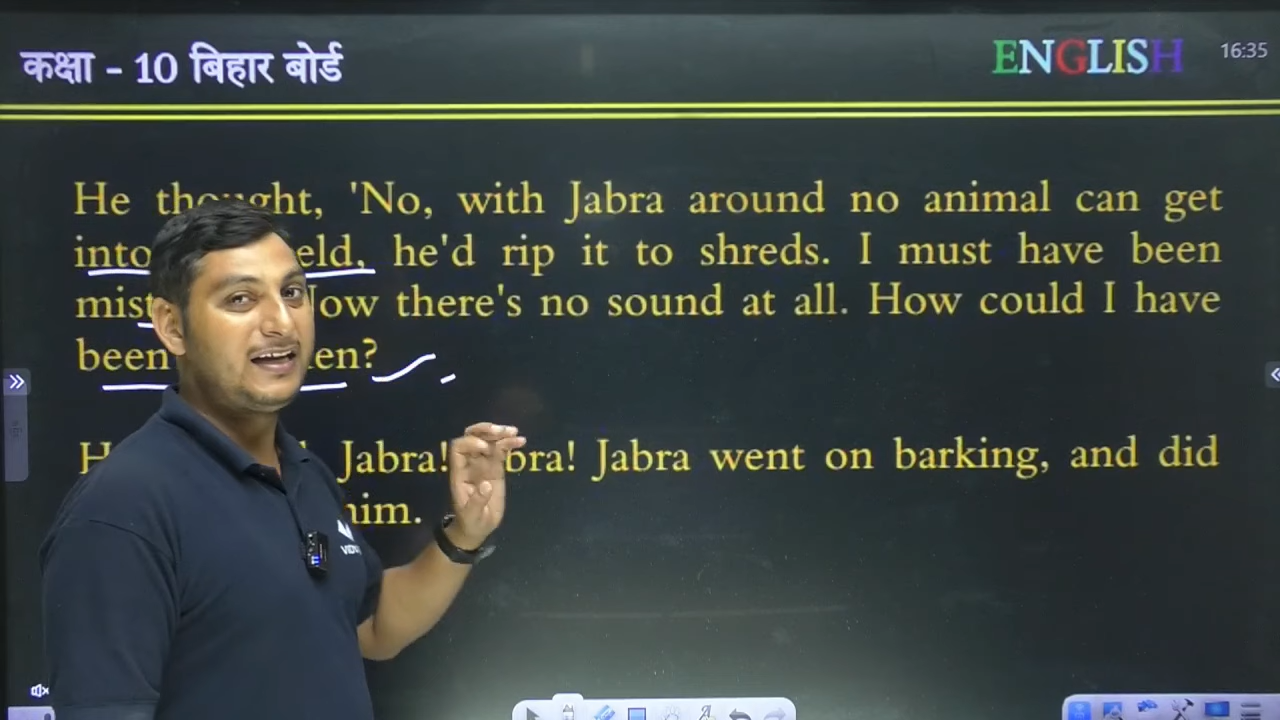 कक्षा - 10 बिहार बोर्ड
ENGLISH
16:35
He thought, 'No, with Jabra around no animal can get
into eld, he'd rip it to shreds. I must have been
mist Now there's no sound at all. How could I have
been en?
H Jabra! bra! Jabra went on barking, and did
him.